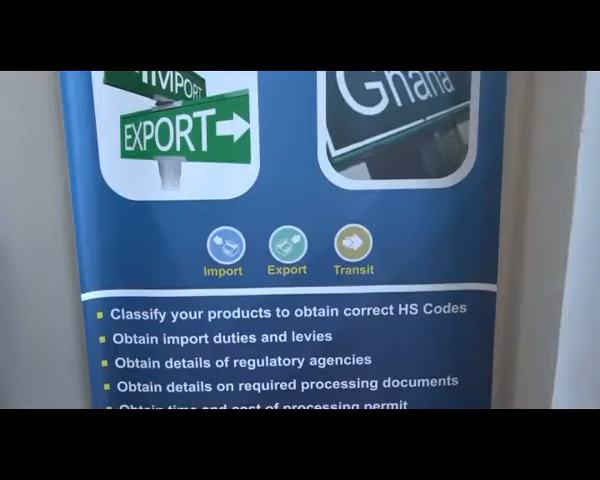 IMPORT
EXPORT
Ghana
Import Export Transit
Classify your products to obtain correct HS Codes
Obtain import duties and levies
Obtain details of regulatory agencies
Obtain details on required processing documents
Obtain time and cost of processing permit